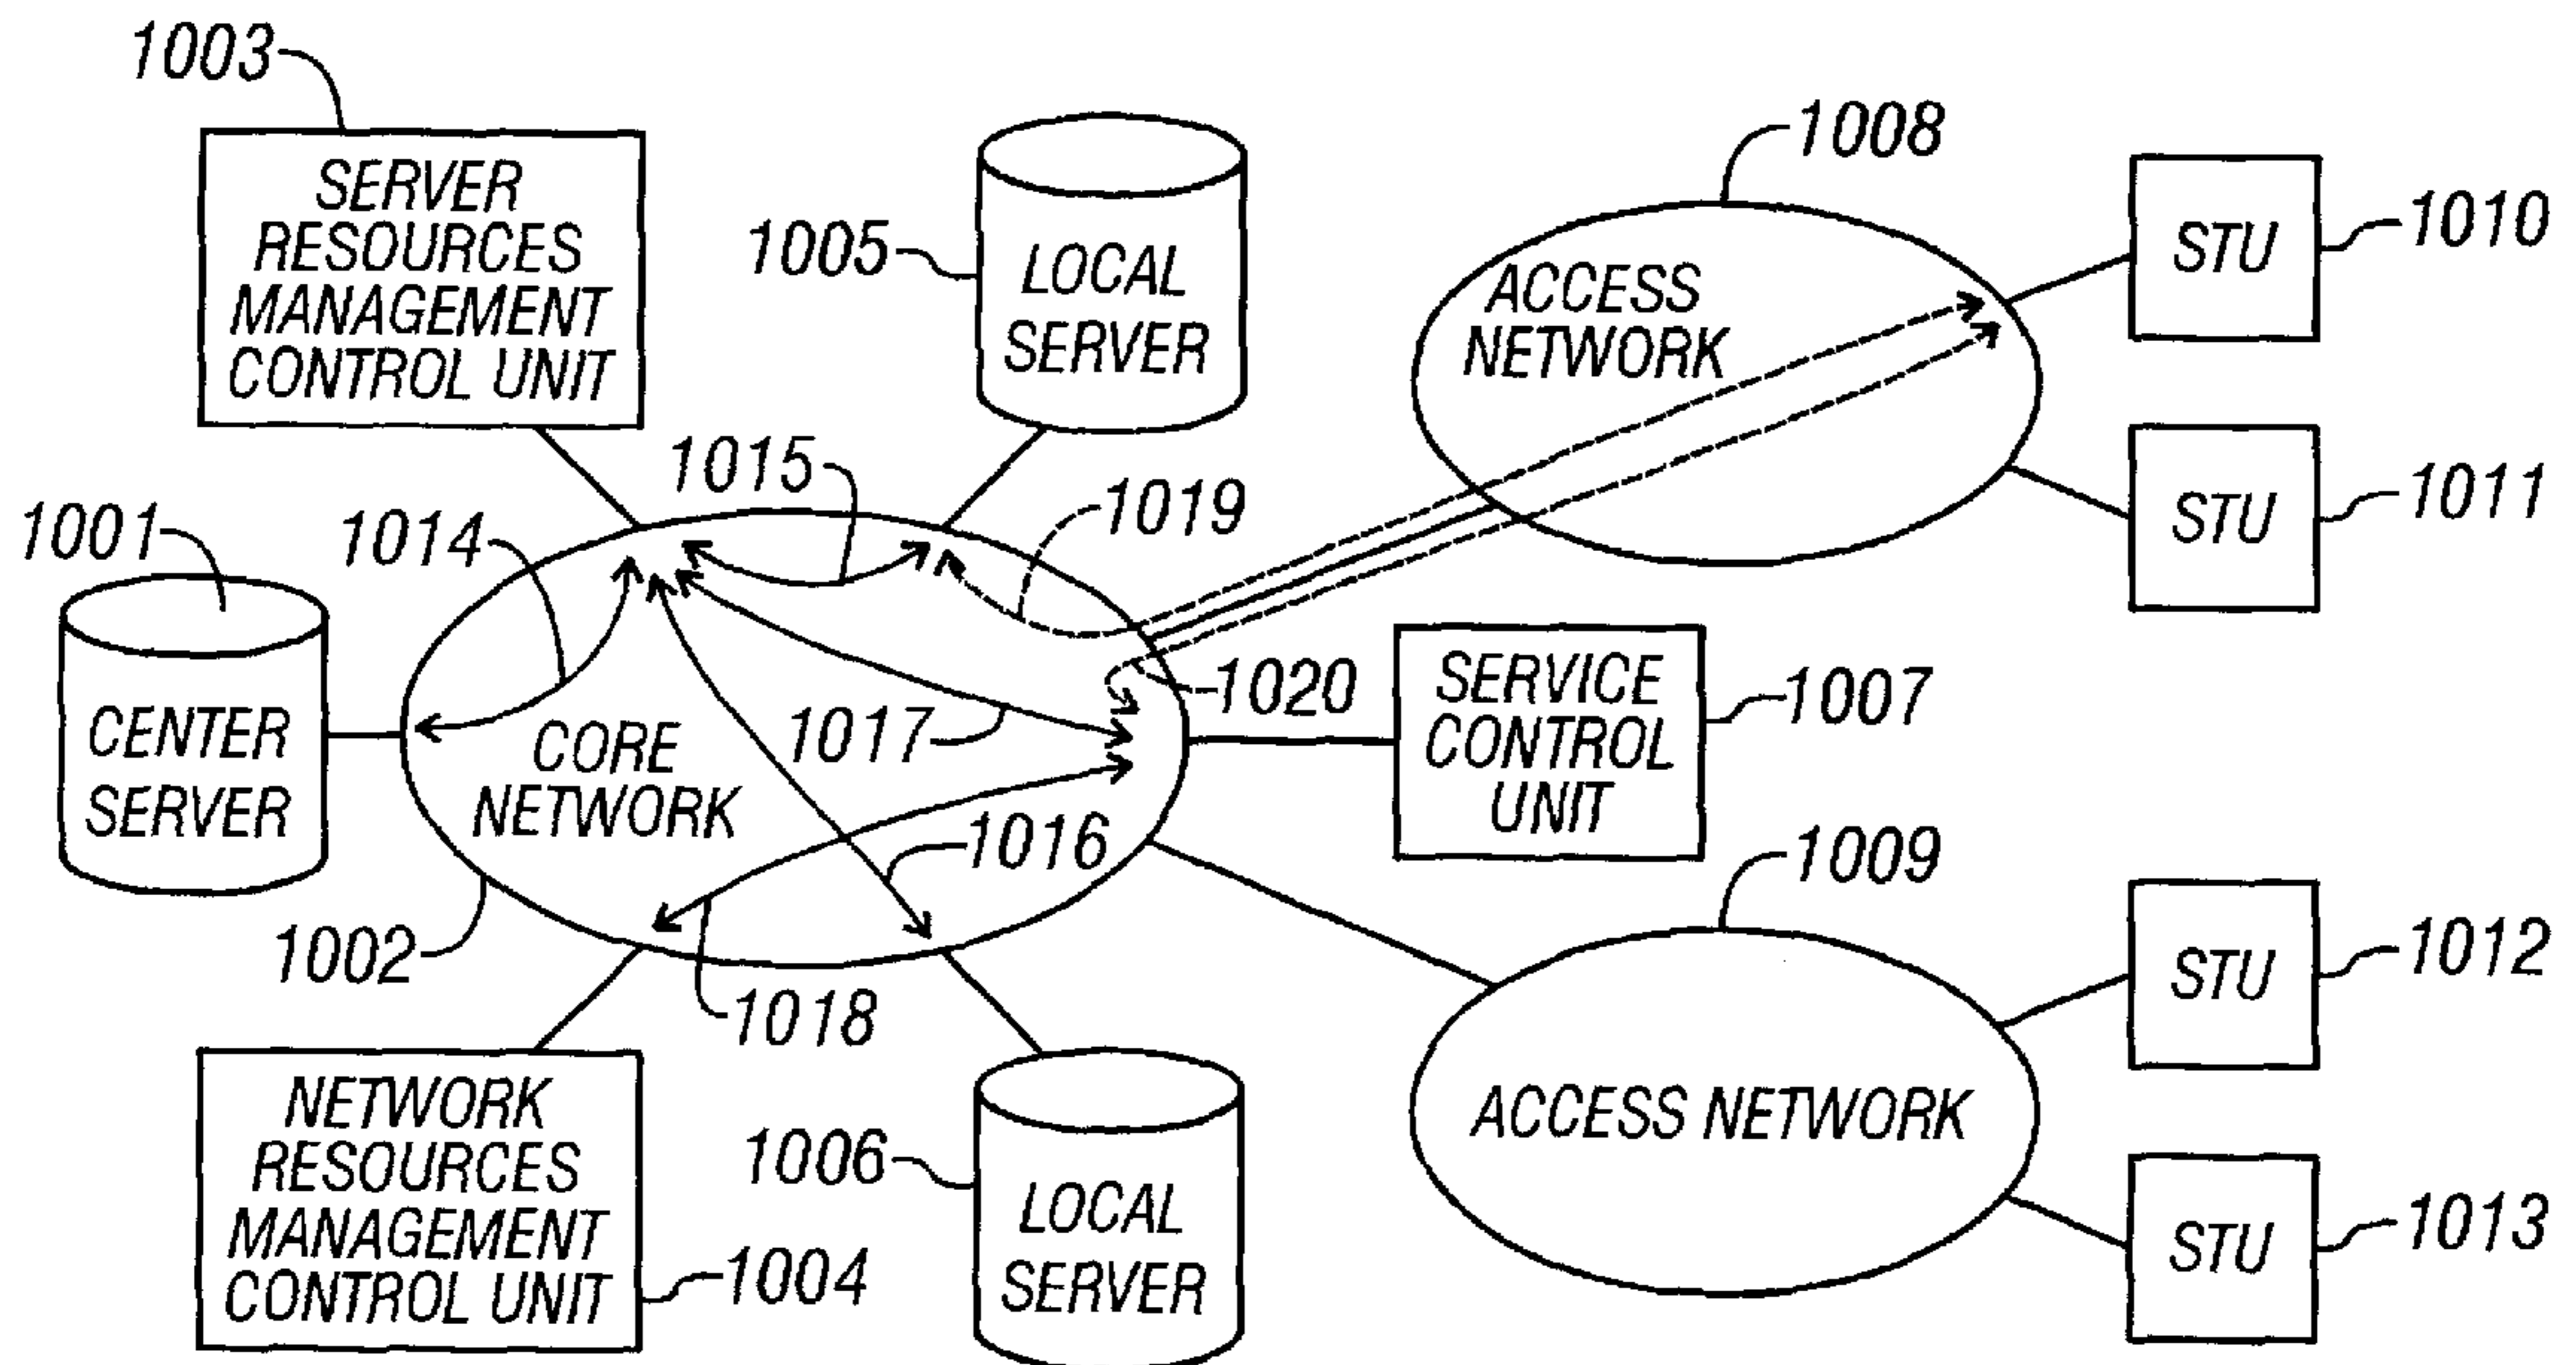 1003
SERVER
RESOURCES
MANAGEMENT
CONTROL UNIT
1005
LOCAL
SERVER
1008
ACCESS
NETWORK
STU
1010
STU
1011
1001
CENTER
SERVER
1014
1015
1019
CORE
NETWORK
1017
1020
SERVICE
CONTROL
UNIT
1007
1016
1002
1018
1009
ACCESS NETWORK
STU
1012
STU
1013
NETWORK
RESOURCES
MANAGEMENT
CONTROL UNIT
1004
1006
LOCAL
SERVER